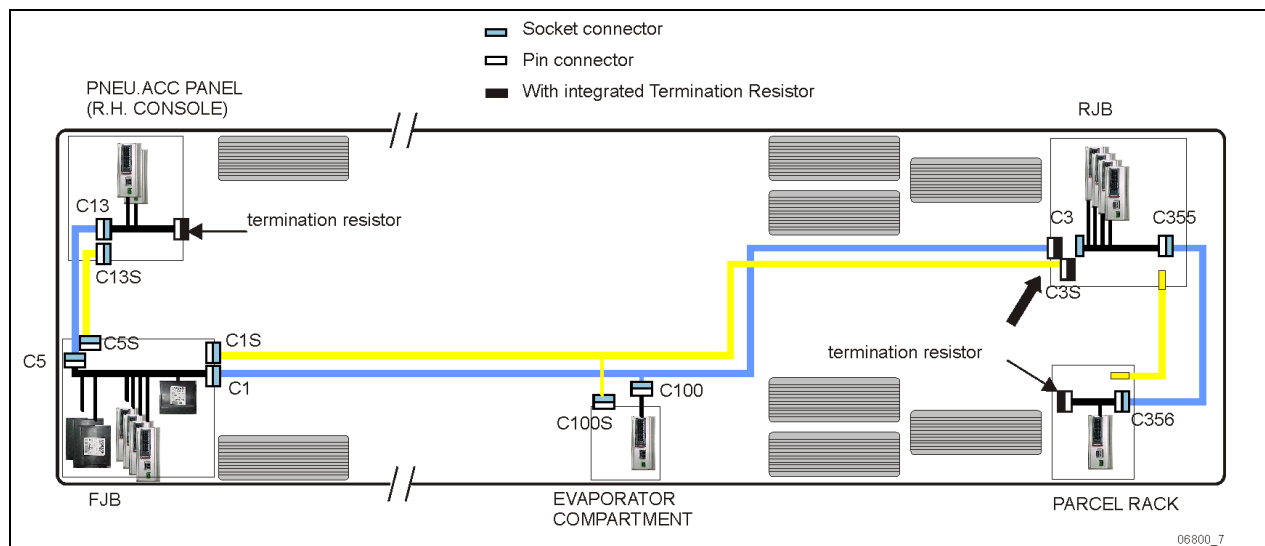 Socket connector
Pin connector
With integrated Termination Resistor
PNEU.ACC PANEL
(R.H. CONSOLE)
RJB
C13
termination resistor
C13S
C3
C355
C3S
C5
C5S
C1S
C1
C100
C100S
termination resistor
C356
FJB
EVAPORATOR
COMPARTMENT
PARCEL RACK
06800_7